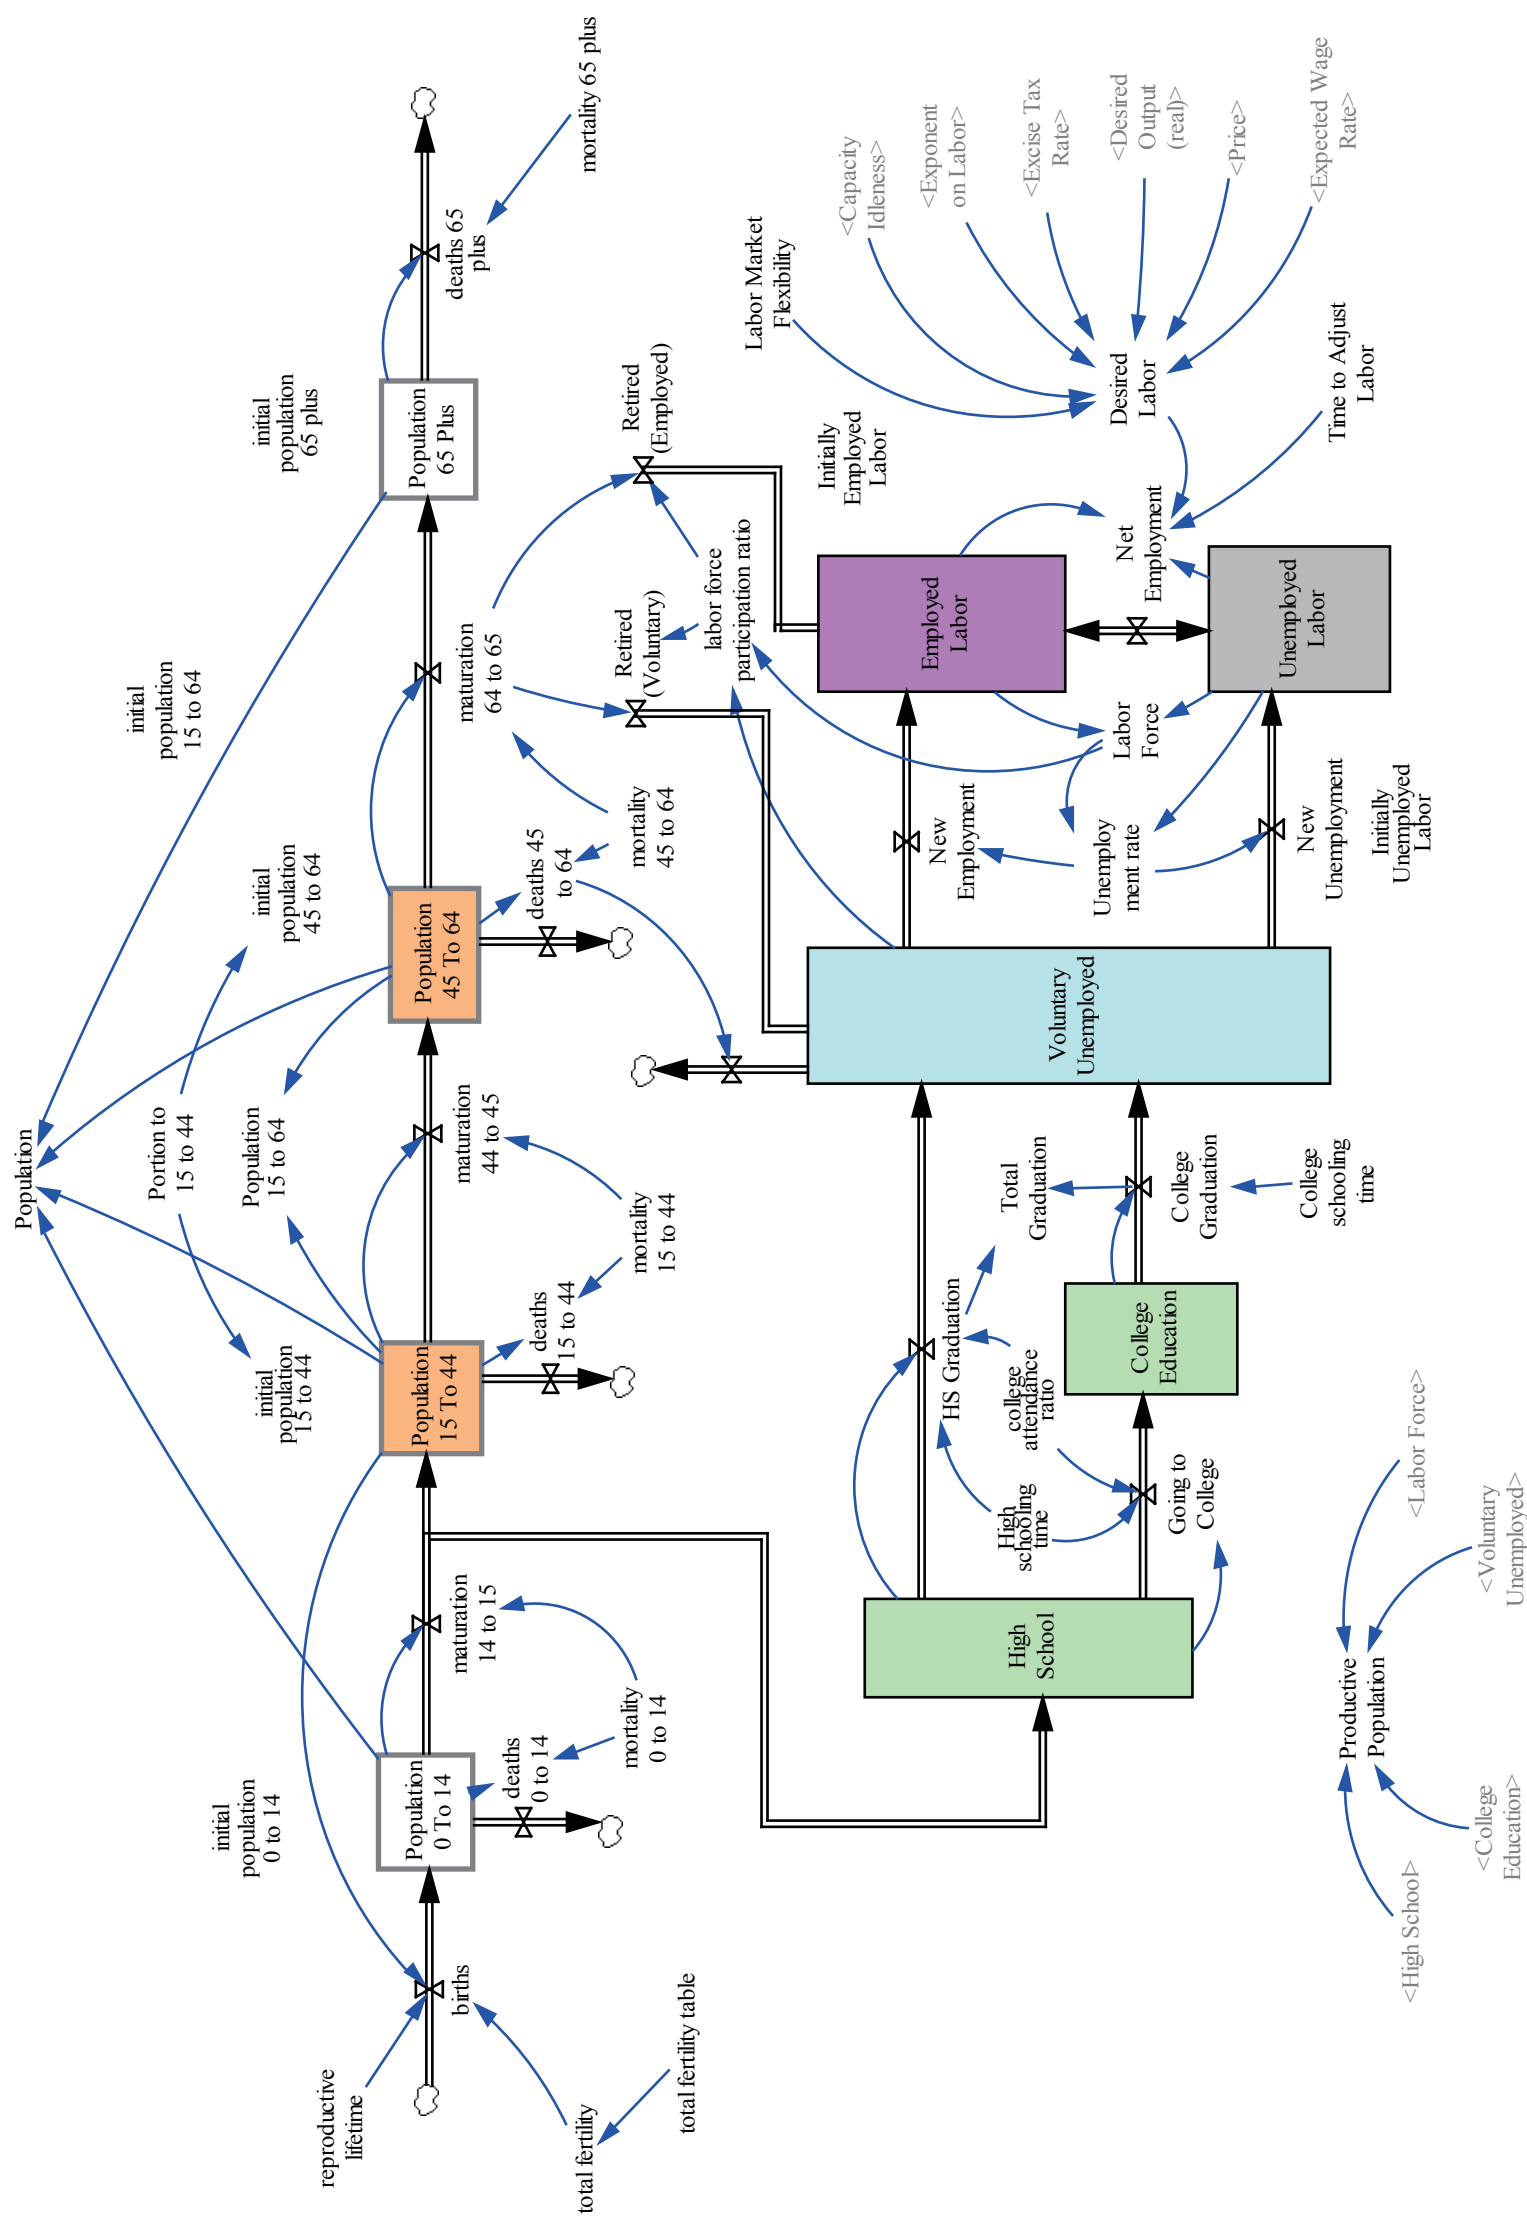 Population
initial
population
15 to 64
initial
population
65 plus
mortality 65 plus
deaths 65
plus
Population
65 Plus
initial
population
45 to 64
Portion to
15 to 44
Population
15 to 64
initial
population
15 to 44
initial
population
0 to 14
reproductive
lifetime
births
total fertility
total fertility table
Population
0 To 14
maturation
14 to 15
deaths
0 to 14
mortality
0 to 14
Population
15 To 44
deaths
15 to 44
mortality
15 to 44
maturation
44 to 45
Population
45 To 64
deaths 45
to 64
mortality
45 to 64
maturation
64 to 65
Retired
(Voluntary)
Retired
(Employed)
labor force
participation ratio
Labor Market
Flexibility
<Capacity
Idleness>
<Exponent
on Labor>
<Excise Tax
Rate>
<Desired
Output
(real)>
<Price>
<Expected Wage
Rate>
Desired
Labor
Time to Adjust
Labor
Initially
Employed
Labor
Net
Employment
Employed
Labor
Unemployed
Labor
Labor
Force
New
Employment
Unemploy
ment rate
New
Unemployment
Initially
Unemployed
Labor
Voluntary
Unemployed
Total
Graduation
College
Graduation
College
schooling
time
HS Graduation
college
attendance
ratio
High
schooling
time
College
Education
Going to
College
High
School
<Labor Force>
<Voluntary
Unemployed>
Productive
Population
<College
Education>
<High School>